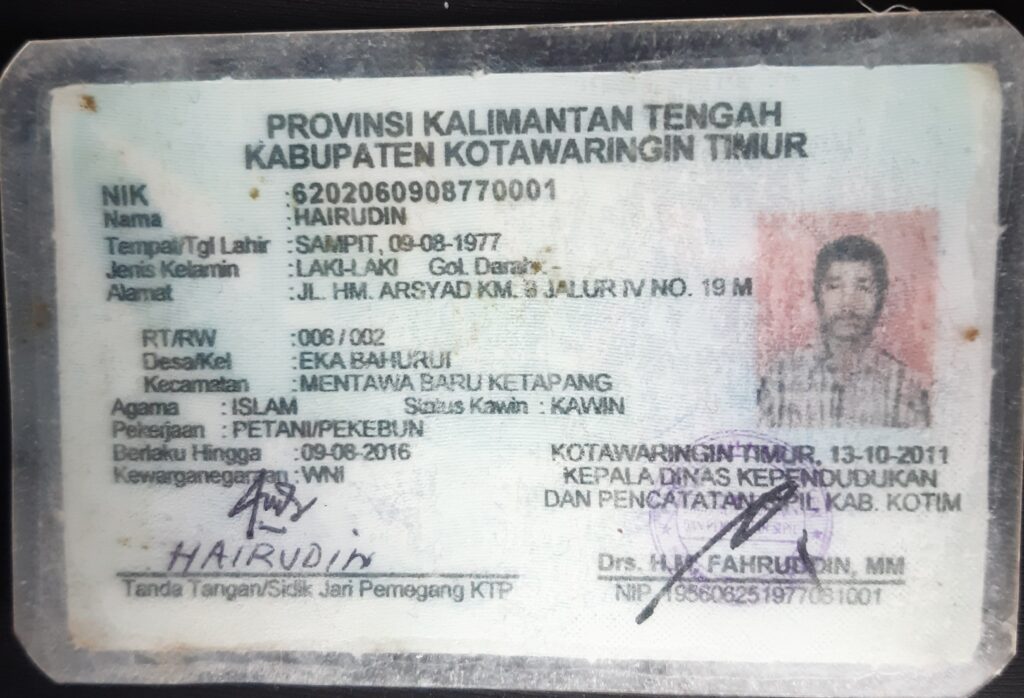 PROVINSI KALIMANTAN TENGAH
KABUPATEN KOTAWARINGIN TIMUR
NIK :6202060908770001
Nama :HAIRUDIN
Tempat/Tgl Lahir :SAMPIT, 09-08-1977
Jenis Kelamin :LAKI-LAKI Gol. Darah :-
Alamat :JL. HM. ARSYAD KM. JALUR IV NO. 19 M
RT/RW :006 / 002
Desa/Kel :EKA BAHURUI
Kecamatan :MENTAWA BARU KETAPANG
Agama :ISLAM Status Kawin : KAWIN
Pekerjaan : PETANI/PEKEBUN
Berlaku Hingga :09-08-2016
Kewarganegaraan :WNI
KOTAWARINGIN TIMUR, 13-10-2011
KEPALA DINAS KEPENDUDUKAN
DAN PENCATATAN SIPIL KAB. KOTIM
HAIRUDIN
Tanda Tangan/Sidik Jari Pemegang KTP
Drs. H.M. FAHRUDDIN, MM
NIP.